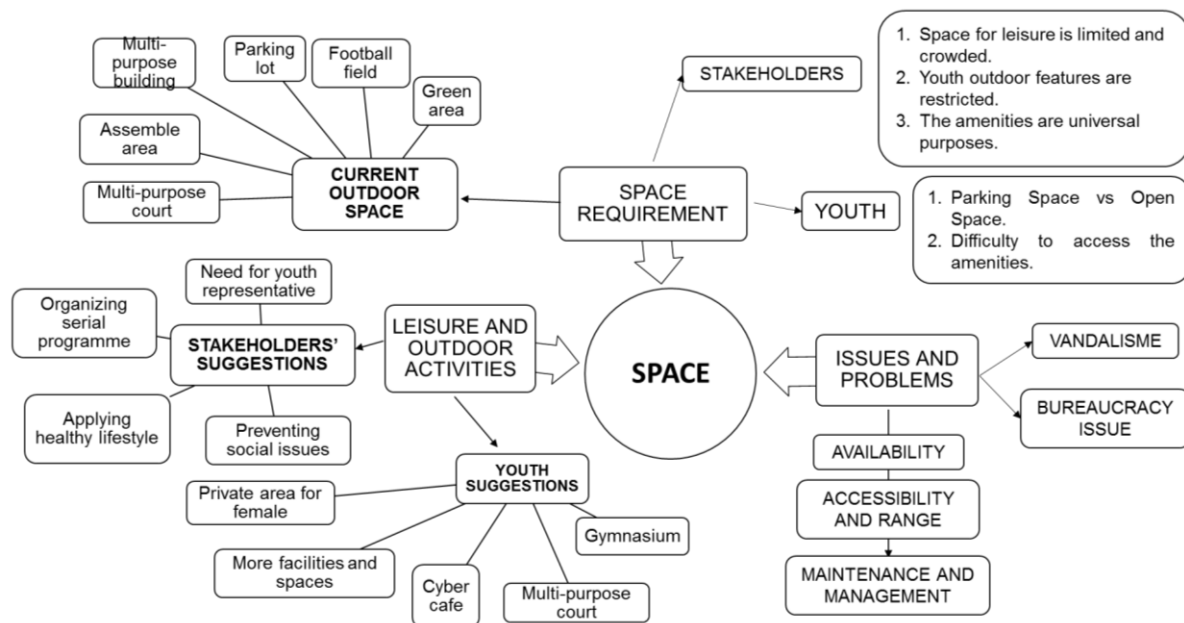 Multi-
purpose
building
Parking
lot
Football
field
Green
area
Assemble
area
Multi-purpose
court
CURRENT
OUTDOOR
SPACE
STAKEHOLDERS
SPACE
REQUIREMENT
YOUTH
1. Space for leisure is limited and
crowded.
2. Youth outdoor features are
restricted.
3. The amenities are universal
purposes.
1. Parking Space vs Open
Space.
2. Difficulty to access the
amenities.
Need for youth
representative
Organizing
serial
programme
STAKEHOLDERS'
SUGGESTIONS
Applying
healthy lifestyle
Preventing
social issues
LEISURE AND
OUTDOOR
ACTIVITIES
SPACE
ISSUES AND
PROBLEMS
VANDALISME
BUREAUCRACY
ISSUE
AVAILABILITY
ACCESSIBILITY
AND RANGE
MAINTENANCE AND
MANAGEMENT
YOUTH
SUGGESTIONS
Private area for
female
More facilities and
spaces
Cyber
cafe
Multi-purpose
court
Gymnasium